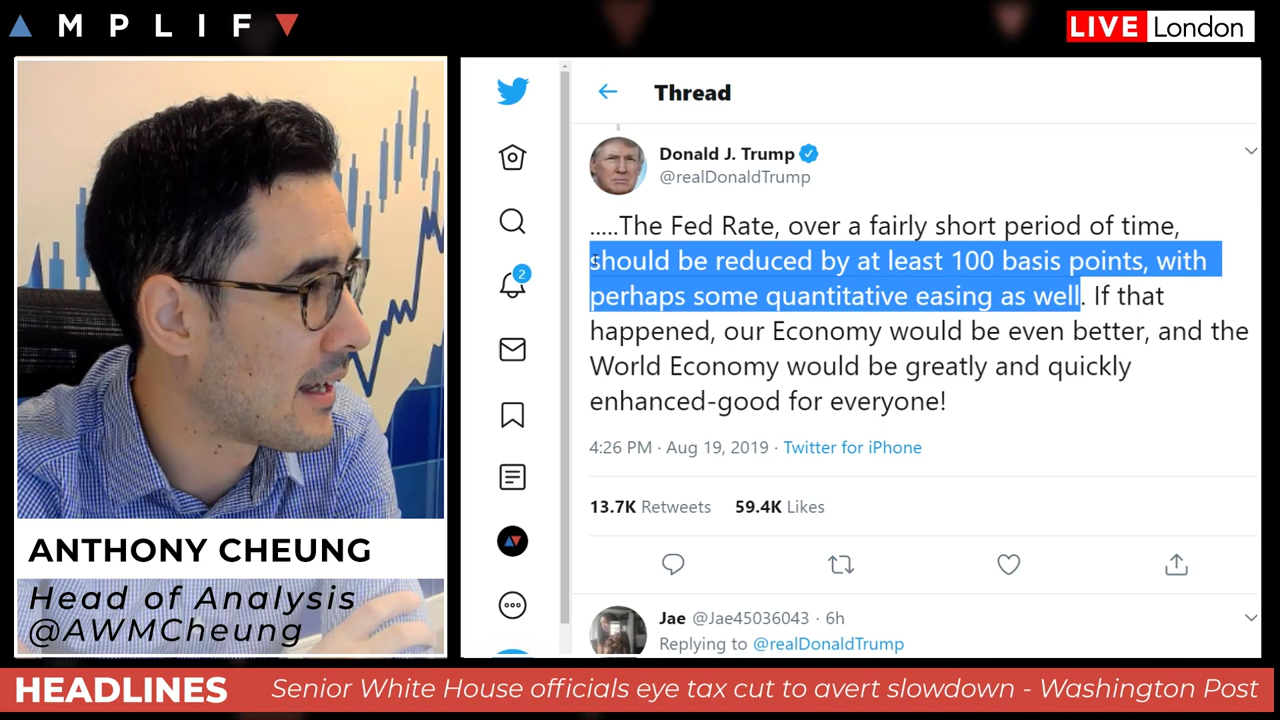 AMPLIFY
LIVE London
Thread
Donald J. Trump
@realDonaldTrump
.....The Fed Rate, over a fairly short period of time,
should be reduced by at least 100 basis points, with
perhaps some quantitative easing as well. If that
happened, our Economy would be even better, and the
World Economy would be greatly and quickly
enhanced-good for everyone!
4:26 PM · Aug 19, 2019 · Twitter for iPhone
13.7K Retweets 59.4K Likes
2
Jae @Jae45036043 · 6h
Replying to @realDonaldTrump
ANTHONY CHEUNG
Head of Analysis
@AWMCheung
HEADLINES Senior White House officials eye tax cut to avert slowdown - Washington Post